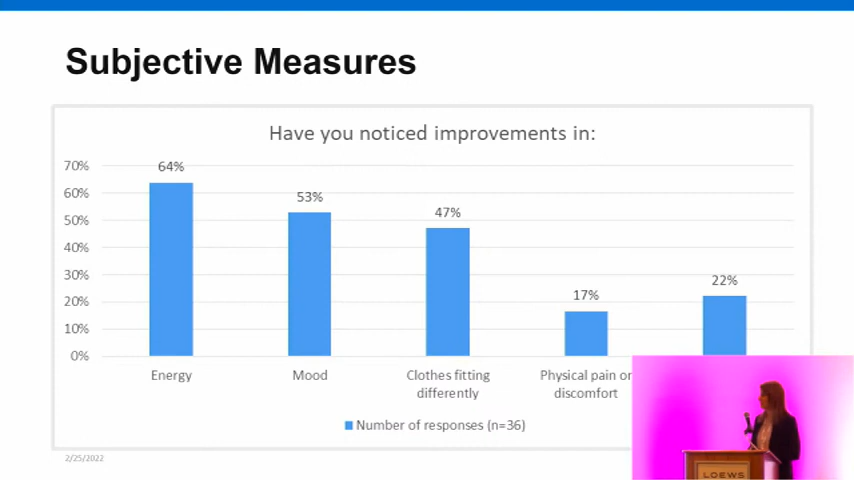 Subjective Measures
Have you noticed improvements in:
70%
60%
50%
40%
30%
20%
10%
0%
64%
53%
47%
17%
22%
Energy
Mood
Clothes fitting
differently
Physical pain or
discomfort
Number of responses (n=36)
2/25/2022
LOEWS